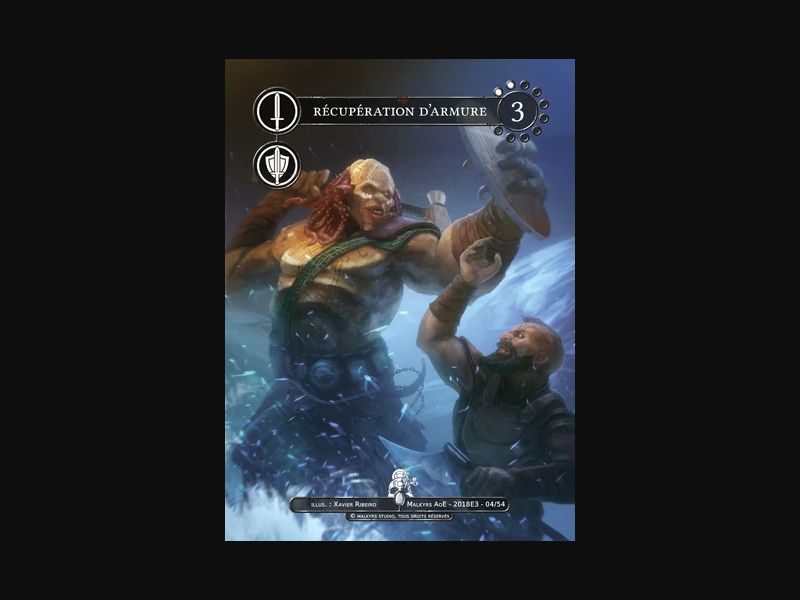 RÉCUPÉRATION D'ARMURE
3
ILLUS. : XAVIER RIBEIRO
MALKYRS AOE - 2018E3 - 04/54
© MALKYRS STUDIO, TOUS DROITS RÉSERVÉS